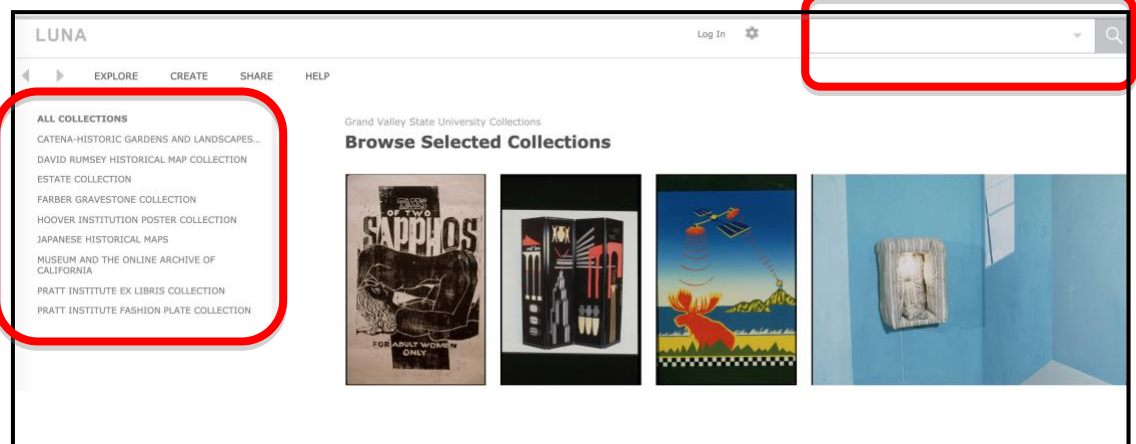 LUNA
Log In
EXPLORE CREATE SHARE HELP
ALL COLLECTIONS
CATENA-HISTORIC GARDENS AND LANDSCAPES...
DAVID RUMSEY HISTORICAL MAP COLLECTION
ESTATE COLLECTION
FARBER GRAVESTONE COLLECTION
HOOVER INSTITUTION POSTER COLLECTION
JAPANESE HISTORICAL MAPS
MUSEUM AND THE ONLINE ARCHIVE OF
CALIFORNIA
PRATT INSTITUTE EX LIBRIS COLLECTION
PRATT INSTITUTE FASHION PLATE COLLECTION
Grand Valley State University Collections
Browse Selected Collections
OF TWO
SAPPHOS
FOR ADULT WOMEN
ONLY